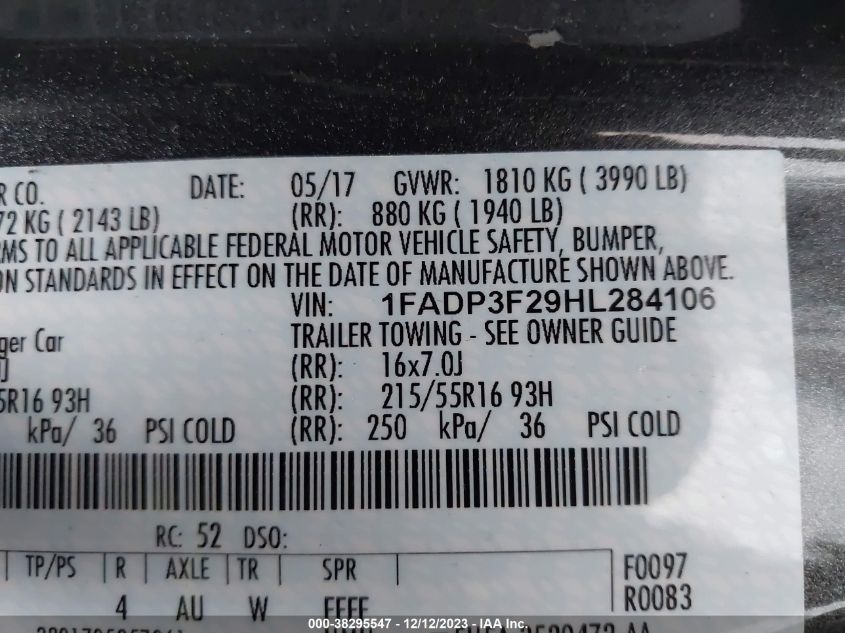 R CO. DATE: 05/17 GVWR: 1810 KG ( 3990 LB)
72 KG ( 2143 LB) (RR): 880 KG ( 1940 LB)
RMS TO ALL APPLICABLE FEDERAL MOTOR VEHICLE SAFETY, BUMPER,
ON STANDARDS IN EFFECT ON THE DATE OF MANUFACTURE SHOWN ABOVE.
VIN: 1FADP3F29HL284106
ger Car TRAILER TOWING - SEE OWNER GUIDE
J (RR): 16x7.0J
5R16 93H (RR): 215/55R16 93H
kPa/ 36 PSI COLD (RR): 250 kPa/ 36 PSI COLD
RC: 52 DSO:
TP/PS R AXLE TR SPR F0097
4 AU W FFFF R0083
000-38295547 - 12/12/2023 - IAAI.COM